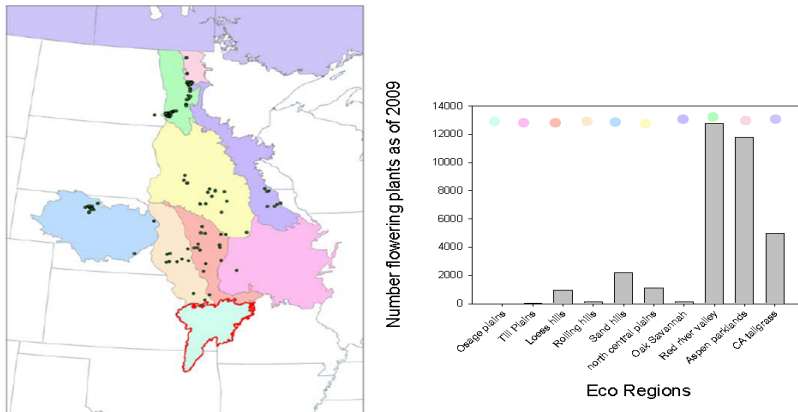 Number flowering plants as of 2009
14000
12000
10000
8000
6000
4000
2000
0
Osage plains
Till Plains
Loess hills
Rolling hills
Sand hills
north central plains
Oak Savannah
Red river valley
Aspen parklands
CA tallgrass
Eco Regions